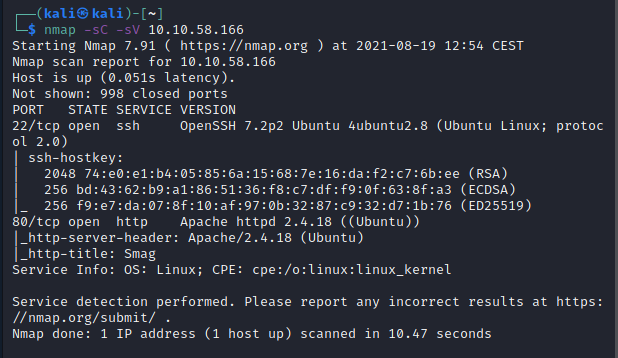 ┌──(kali㉿kali)-[~]
└─$ nmap -sC -sV 10.10.58.166
Starting Nmap 7.91 ( https://nmap.org ) at 2021-08-19 12:54 CEST
Nmap scan report for 10.10.58.166
Host is up (0.051s latency).
Not shown: 998 closed ports
PORT   STATE SERVICE VERSION
22/tcp open  ssh     OpenSSH 7.2p2 Ubuntu 4ubuntu2.8 (Ubuntu Linux; protoc
ol 2.0)
| ssh-hostkey:
|   2048 74:e0:e1:b4:05:85:6a:15:68:7e:16:da:f2:c7:6b:ee (RSA)
|   256 bd:43:62:b9:a1:86:51:36:f8:c7:df:f9:0f:63:8f:a3 (ECDSA)
|_  256 f9:e7:da:07:8f:10:af:97:0b:32:87:c9:32:d7:1b:76 (ED25519)
80/tcp open  http    Apache httpd 2.4.18 ((Ubuntu))
|_http-server-header: Apache/2.4.18 (Ubuntu)
|_http-title: Smag
Service Info: OS: Linux; CPE: cpe:/o:linux:linux_kernel

Service detection performed. Please report any incorrect results at https:
//nmap.org/submit/ .
Nmap done: 1 IP address (1 host up) scanned in 10.47 seconds